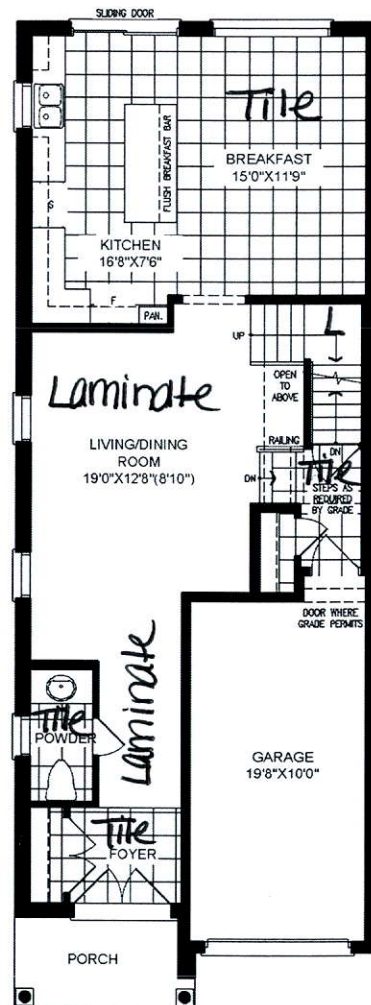 SLIDING DOOR
Tile
BREAKFAST
15'0"X11'9"
FLUSH BREAKFAST BAR
S
KITCHEN
16'8"X7'6"
F
PAN.
UP
L
OPEN
TO
ABOVE
Laminate
LIVING/DINING
ROOM
19'0"X12'8"(8'10")
RAILING
DN
DN
Tile
STEPS AS
REQUIRED
BY GRADE
DOOR WHERE
GRADE PERMITS
Laminate
Tile
POWDER
GARAGE
19'8"X10'0"
Tile
FOYER
PORCH